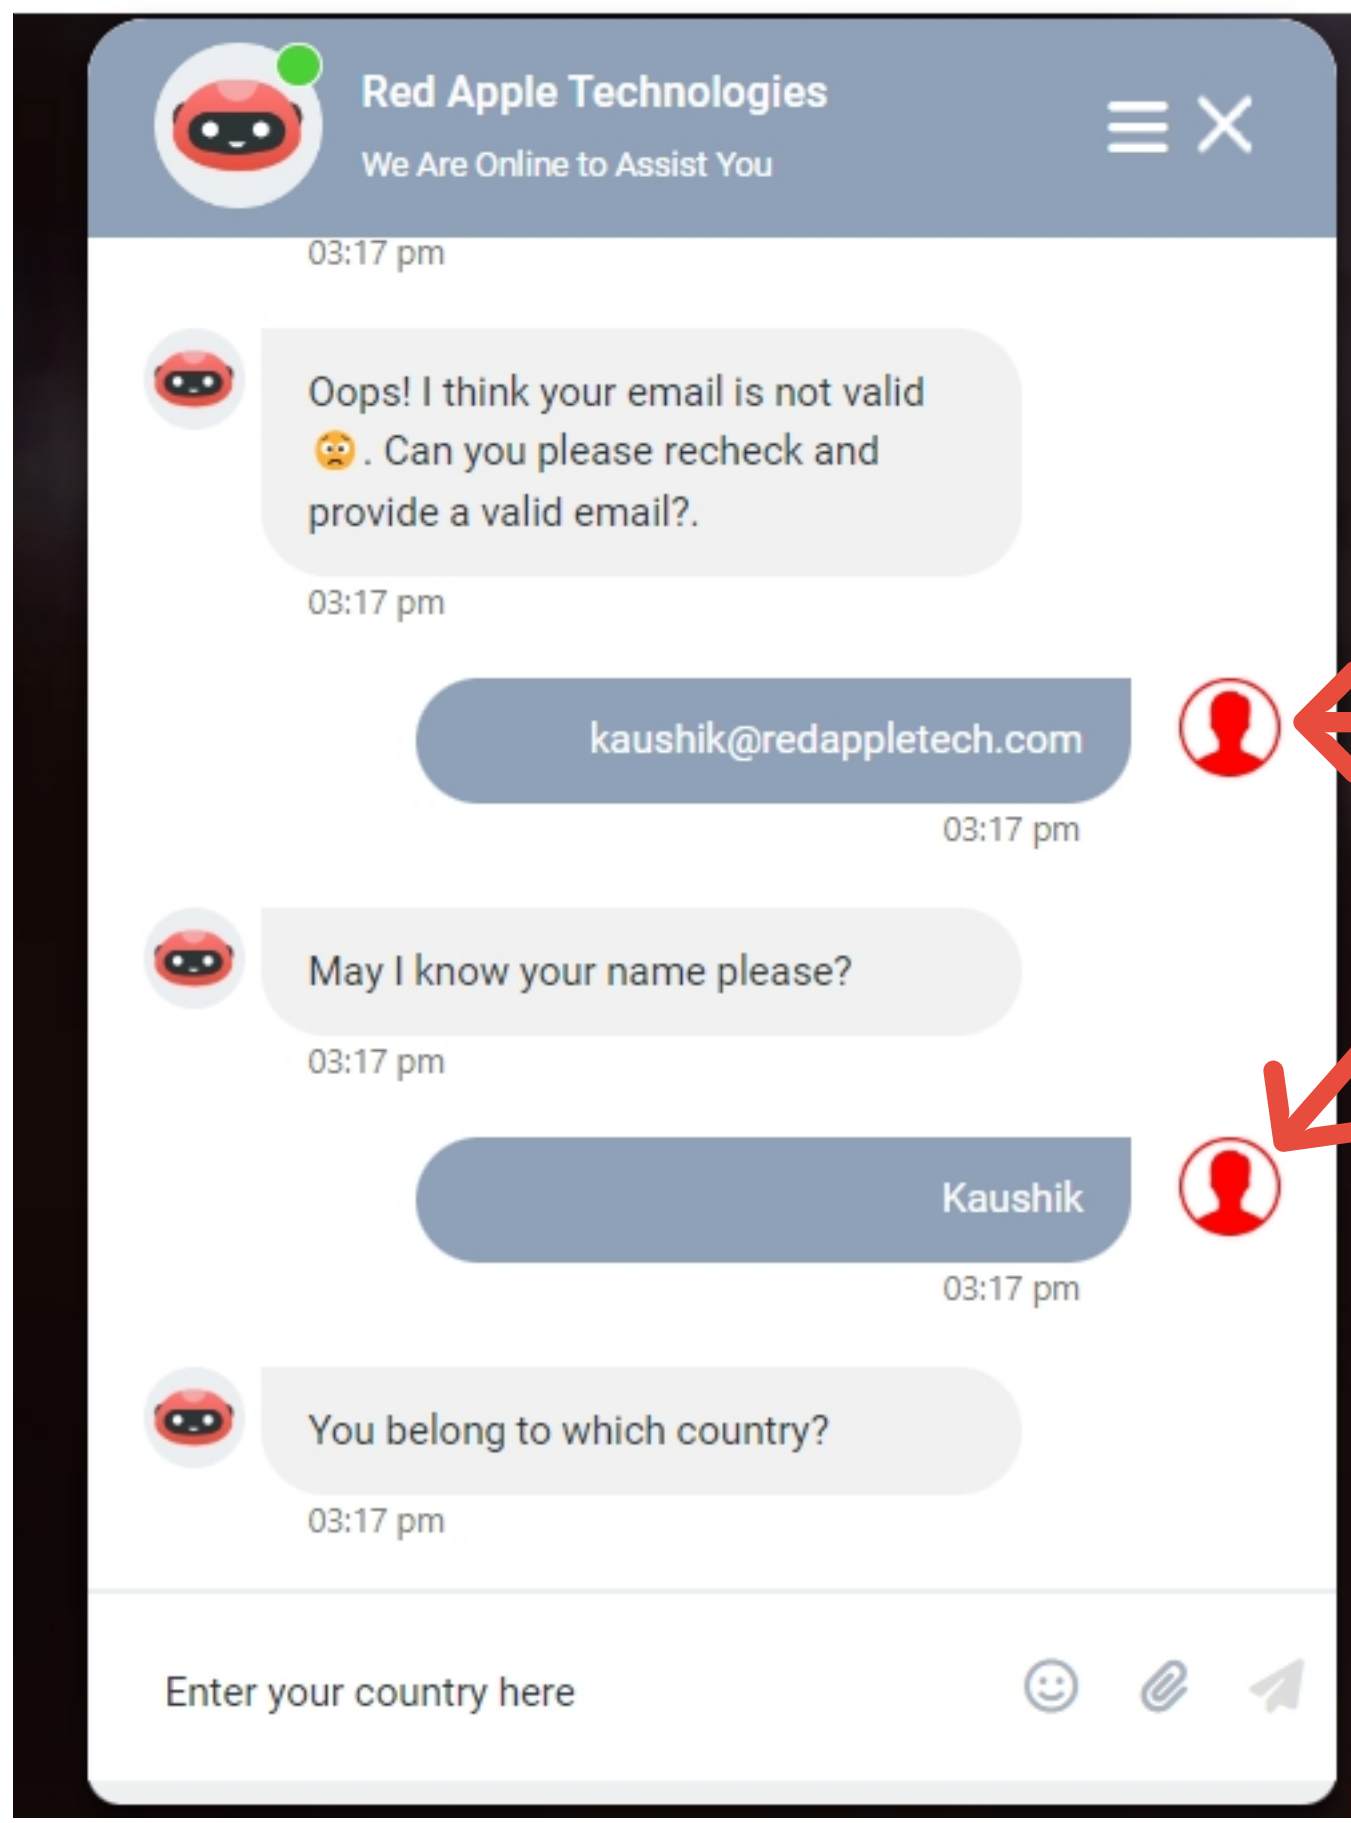 Red Apple Technologies
We Are Online to Assist You
03:17 pm
Oops! I think your email is not valid
😟. Can you please recheck and
provide a valid email?.
03:17 pm
kaushik@redappletech.com
03:17 pm
May I know your name please?
03:17 pm
Kaushik
03:17 pm
You belong to which country?
03:17 pm
Enter your country here